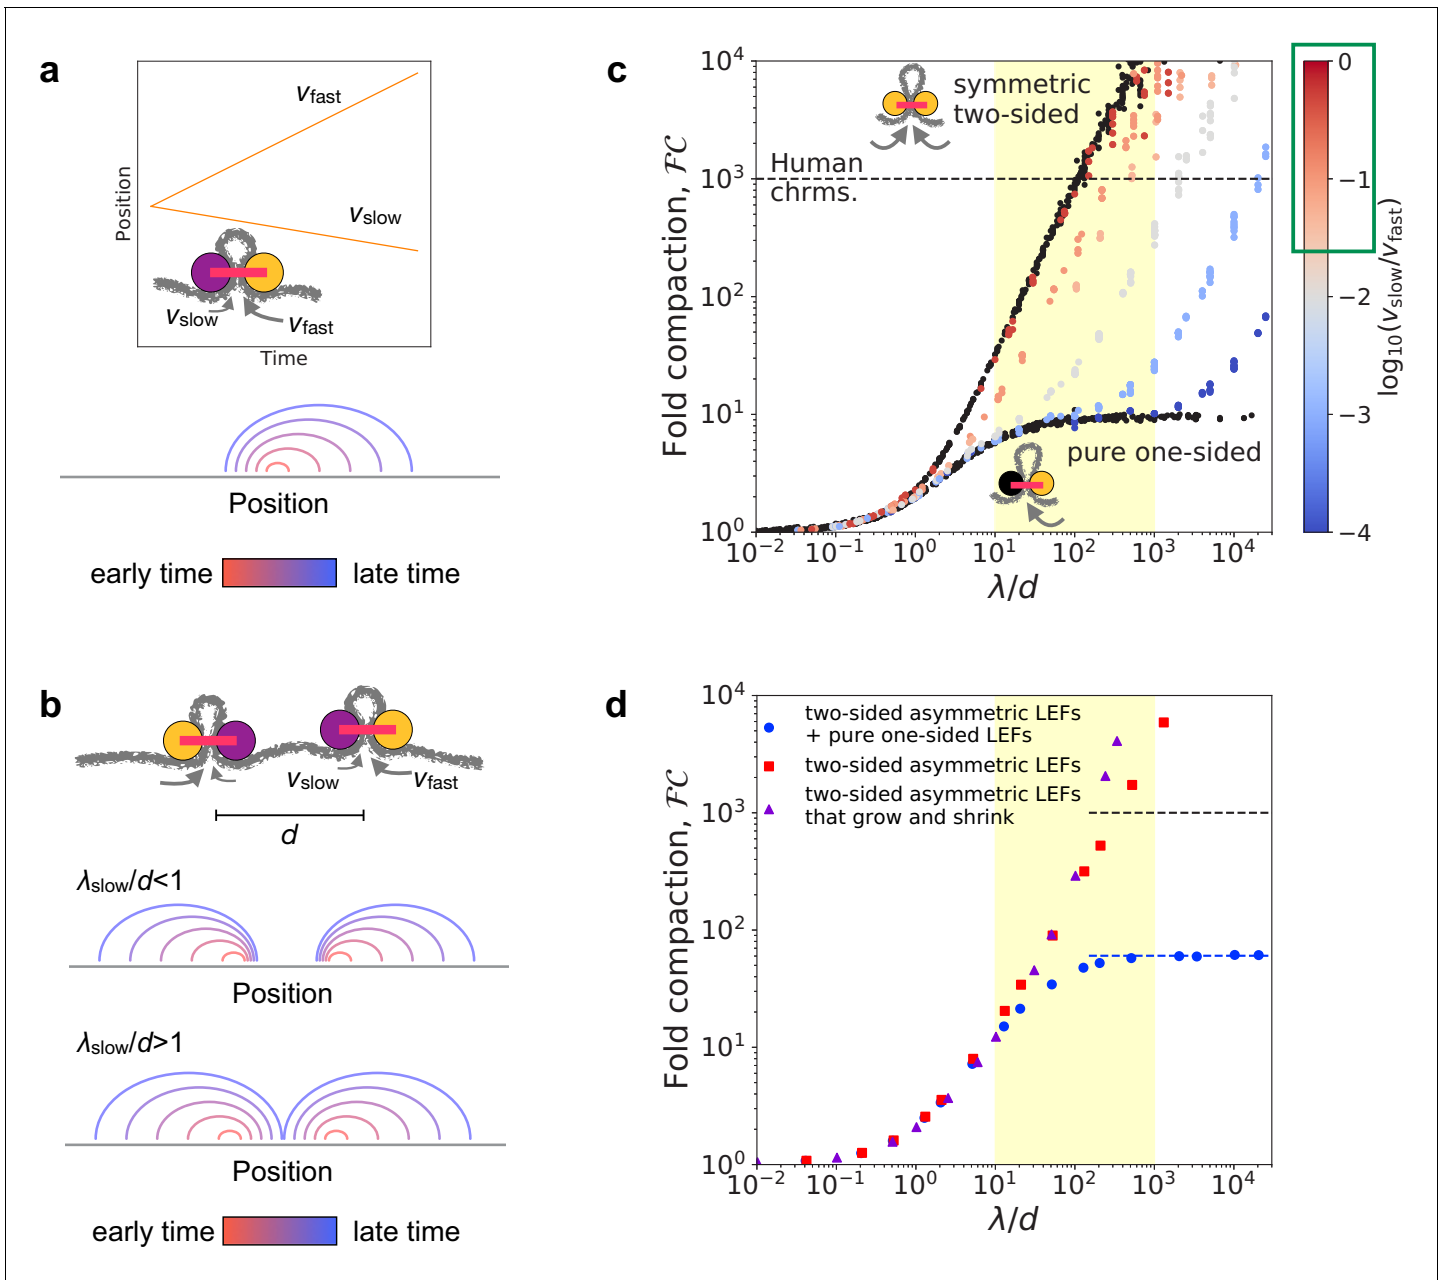 a
v_fast
v_slow
v_slow
v_fast
Position
Time
Position
early time
late time
b
v_slow
v_fast
d
λ_slow/d<1
Position
λ_slow/d>1
Position
early time
late time
c
symmetric
two-sided
Human
chrms.
pure one-sided
Fold compaction, FC
10^4
10^3
10^2
10^1
10^0
10^−2
10^−1
10^0
10^1
10^2
10^3
10^4
λ/d
0
−1
−2
−3
−4
log10(v_slow/v_fast)
d
two-sided asymmetric LEFs
+ pure one-sided LEFs
two-sided asymmetric LEFs
two-sided asymmetric LEFs
that grow and shrink
Fold compaction, FC
10^4
10^3
10^2
10^1
10^0
10^−2
10^−1
10^0
10^1
10^2
10^3
10^4
λ/d